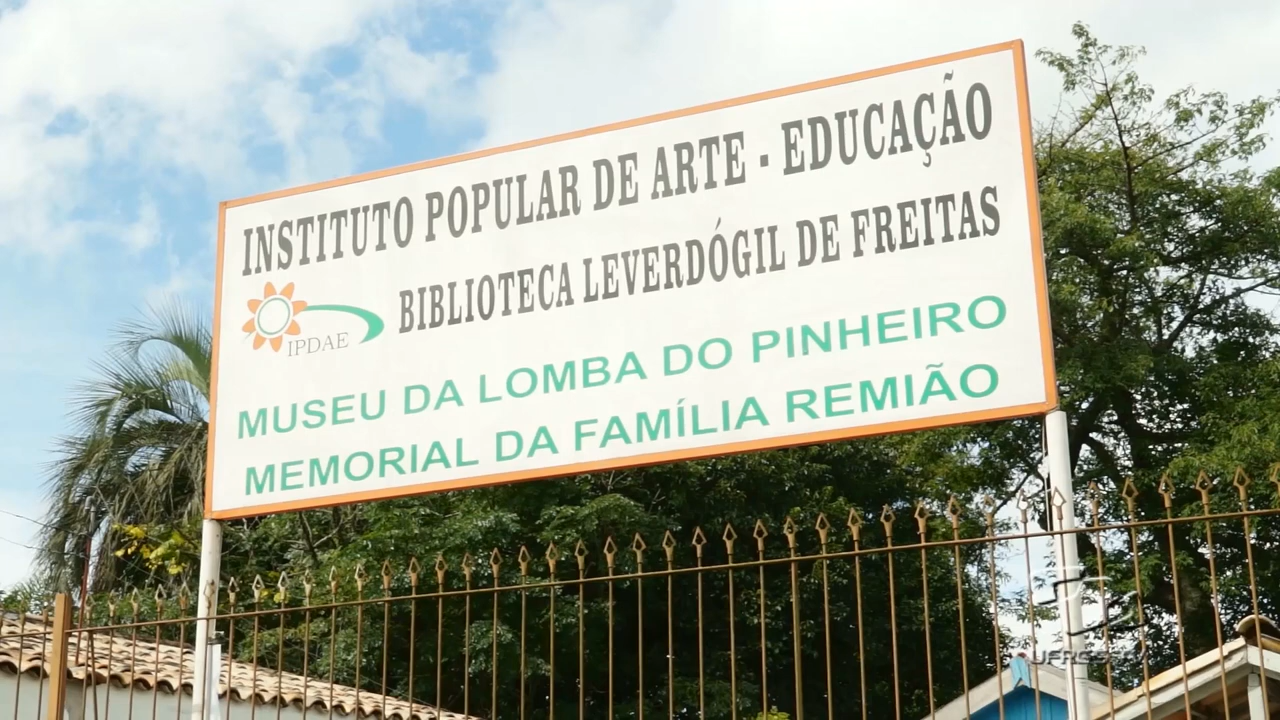 INSTITUTO POPULAR DE ARTE - EDUCAÇÃO
BIBLIOTECA LEVERDÓGIL DE FREITAS
IPDAE
MUSEU DA LOMBA DO PINHEIRO
MEMORIAL DA FAMÍLIA REMIÃO